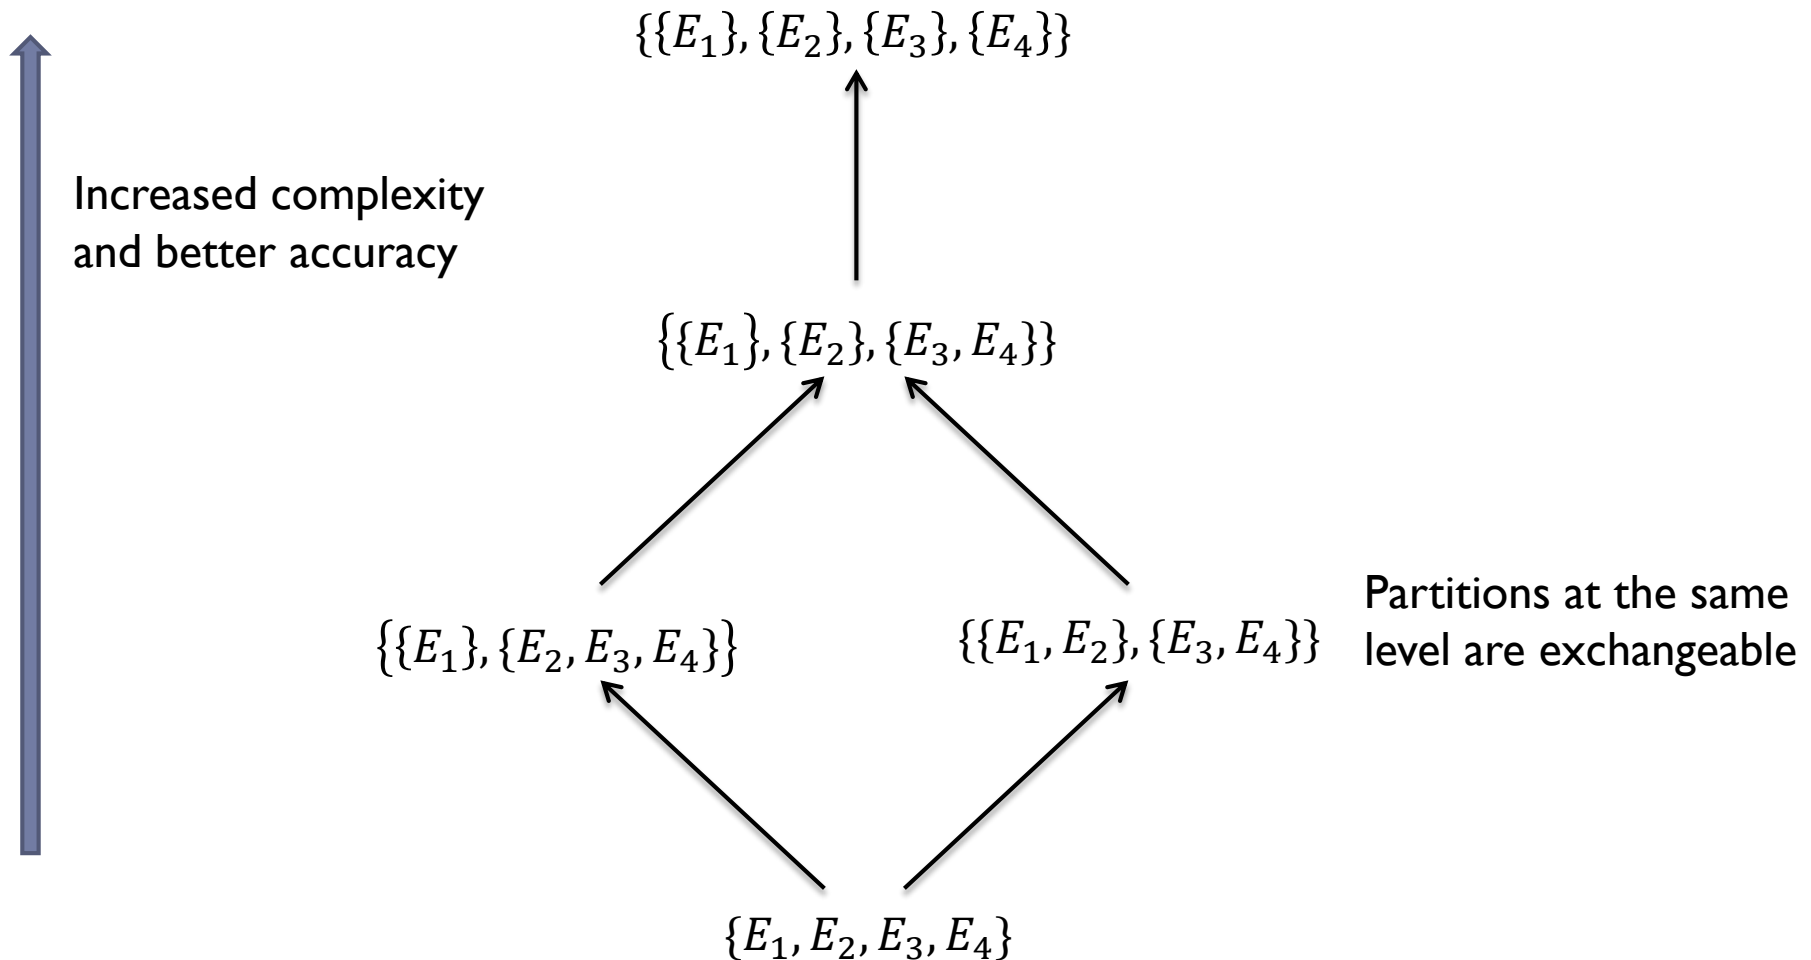 {{E₁}, {E₂}, {E₃}, {E₄}}
Increased complexity
and better accuracy
{{E₁}, {E₂}, {E₃, E₄}}
{{E₁}, {E₂, E₃, E₄}}
{{E₁, E₂}, {E₃, E₄}}
Partitions at the same
level are exchangeable
{E₁, E₂, E₃, E₄}